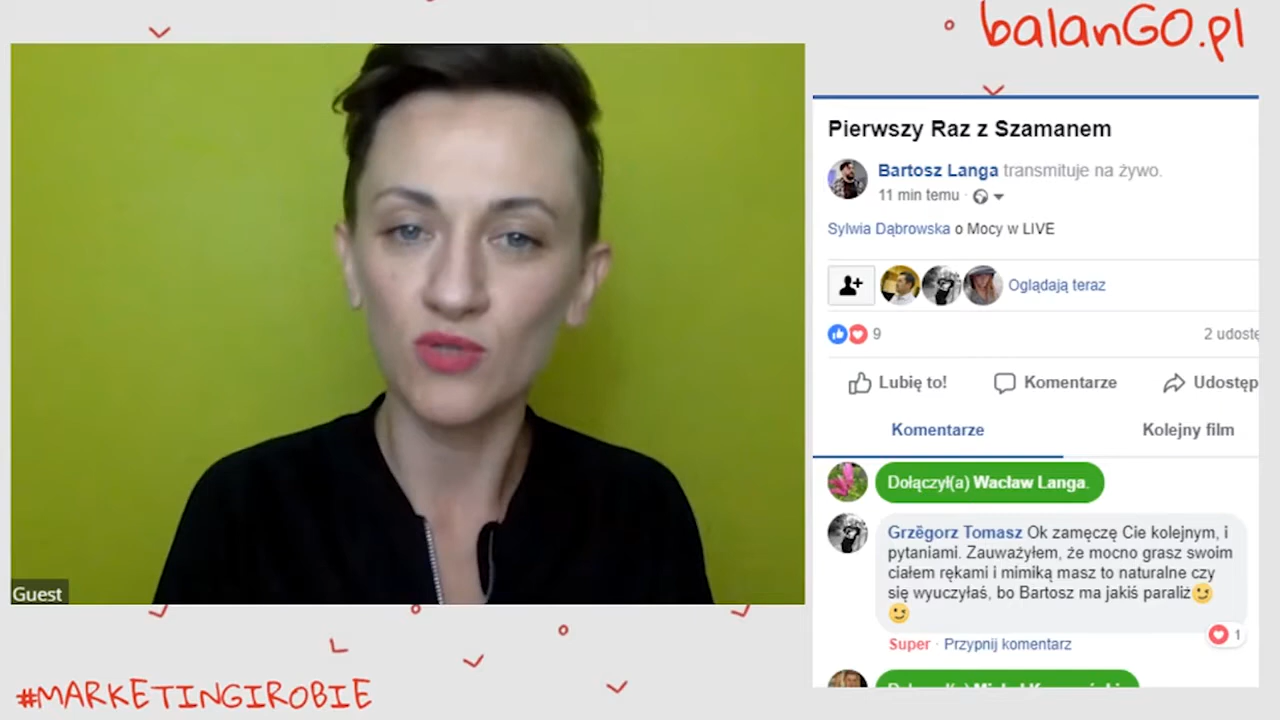 balanGO.pl
Pierwszy Raz z Szamanem
Bartosz Langa transmituje na żywo.
11 min temu ·
Sylwia Dąbrowska o Mocy w LIVE
Oglądają teraz
9
2 udostę
Lubię to!
Komentarze
Udostęp
Komentarze
Kolejny film
Dołączył(a) Wacław Langa.
Grzëgorz Tomasz Ok zamęczę Cie kolejnym, i
pytaniami. Zauważyłem, że mocno grasz swoim
ciałem rękami i mimiką masz to naturalne czy
się wyuczyłaś, bo Bartosz ma jakiś paraliż
1
Super · Przypnij komentarz
Guest
#MARKETINGIROBIE